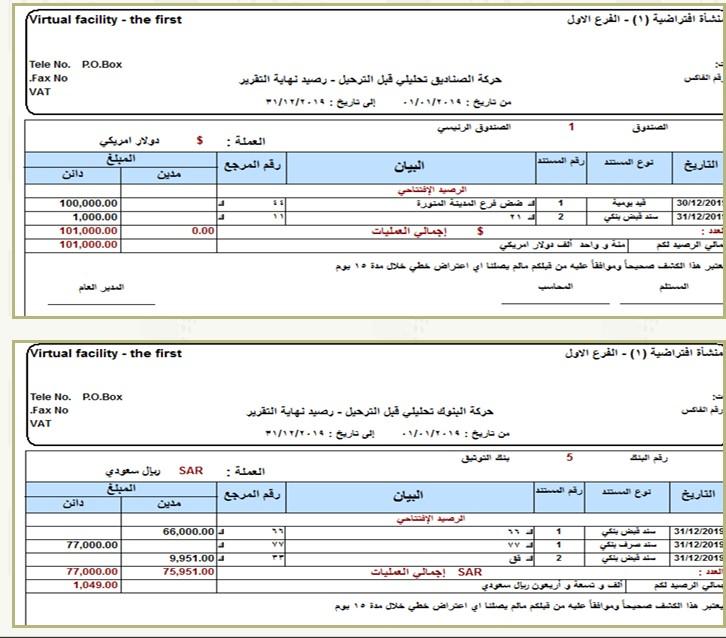 Virtual facility - the first منشأة افتراضية (١) - الفرع الاول
Tele No. P.O.Box
.Fax No رقم الفاكس
VAT
حركة الصناديق تحليلي قبل الترحيل - رصيد نهاية التقرير
من تاريخ : ٠١/٠١/٢٠١٩ إلى تاريخ : ٣١/١٢/٢٠١٩
الصندوق 1 الصندوق الرئيسي
العملة : $ دولار امريكي
التاريخ نوع المستند رقم المستند البيان رقم المرجع المبلغ
مدين دائن
الرصيد الإفتتاحي
30/12/2019 قيد يومية 1 ضض فرع المدينة المنورة ٤٤ 100,000.00
31/12/2019 سند قبض بنكي 2 ٢١ ١١ 1,000.00
العدد : $ إجمالي العمليات 0.00 101,000.00
مالي الرصيد لكم مئة و واحد ألف دولار امريكي 101,000.00
يعتبر هذا الكشف صحيحاً وموافقاً عليه من قبلكم مالم يصلنا اي اعتراض خطي خلال مدة ١٥ يوم
المستلم المحاسب المدير العام
Virtual facility - the first منشأة افتراضية (١) - الفرع الاول
Tele No. P.O.Box
.Fax No رقم الفاكس
VAT
حركة البنوك تحليلي قبل الترحيل - رصيد نهاية التقرير
من تاريخ : ٠١/٠١/٢٠١٩ إلى تاريخ : ٣١/١٢/٢٠١٩
رقم البنك 5 بنك التوثيق
العملة : SAR ريال سعودي
التاريخ نوع المستند رقم المستند البيان رقم المرجع المبلغ
مدين دائن
الرصيد الإفتتاحي
31/12/2019 سند قبض بنكي 1 ٦٦ ٦٦ 66,000.00
31/12/2019 سند صرف بنكي 1 ٧٧ ٧٧ 77,000.00
31/12/2019 سند قبض بنكي 2 قق ٣٣ 9,951.00
العدد : SAR إجمالي العمليات 75,951.00 77,000.00
مالي الرصيد لكم ألف و تسعة و أربعون ريال سعودي 1,049.00
يعتبر هذا الكشف صحيحاً وموافقاً عليه من قبلكم مالم يصلنا اي اعتراض خطي خلال مدة ١٥ يوم